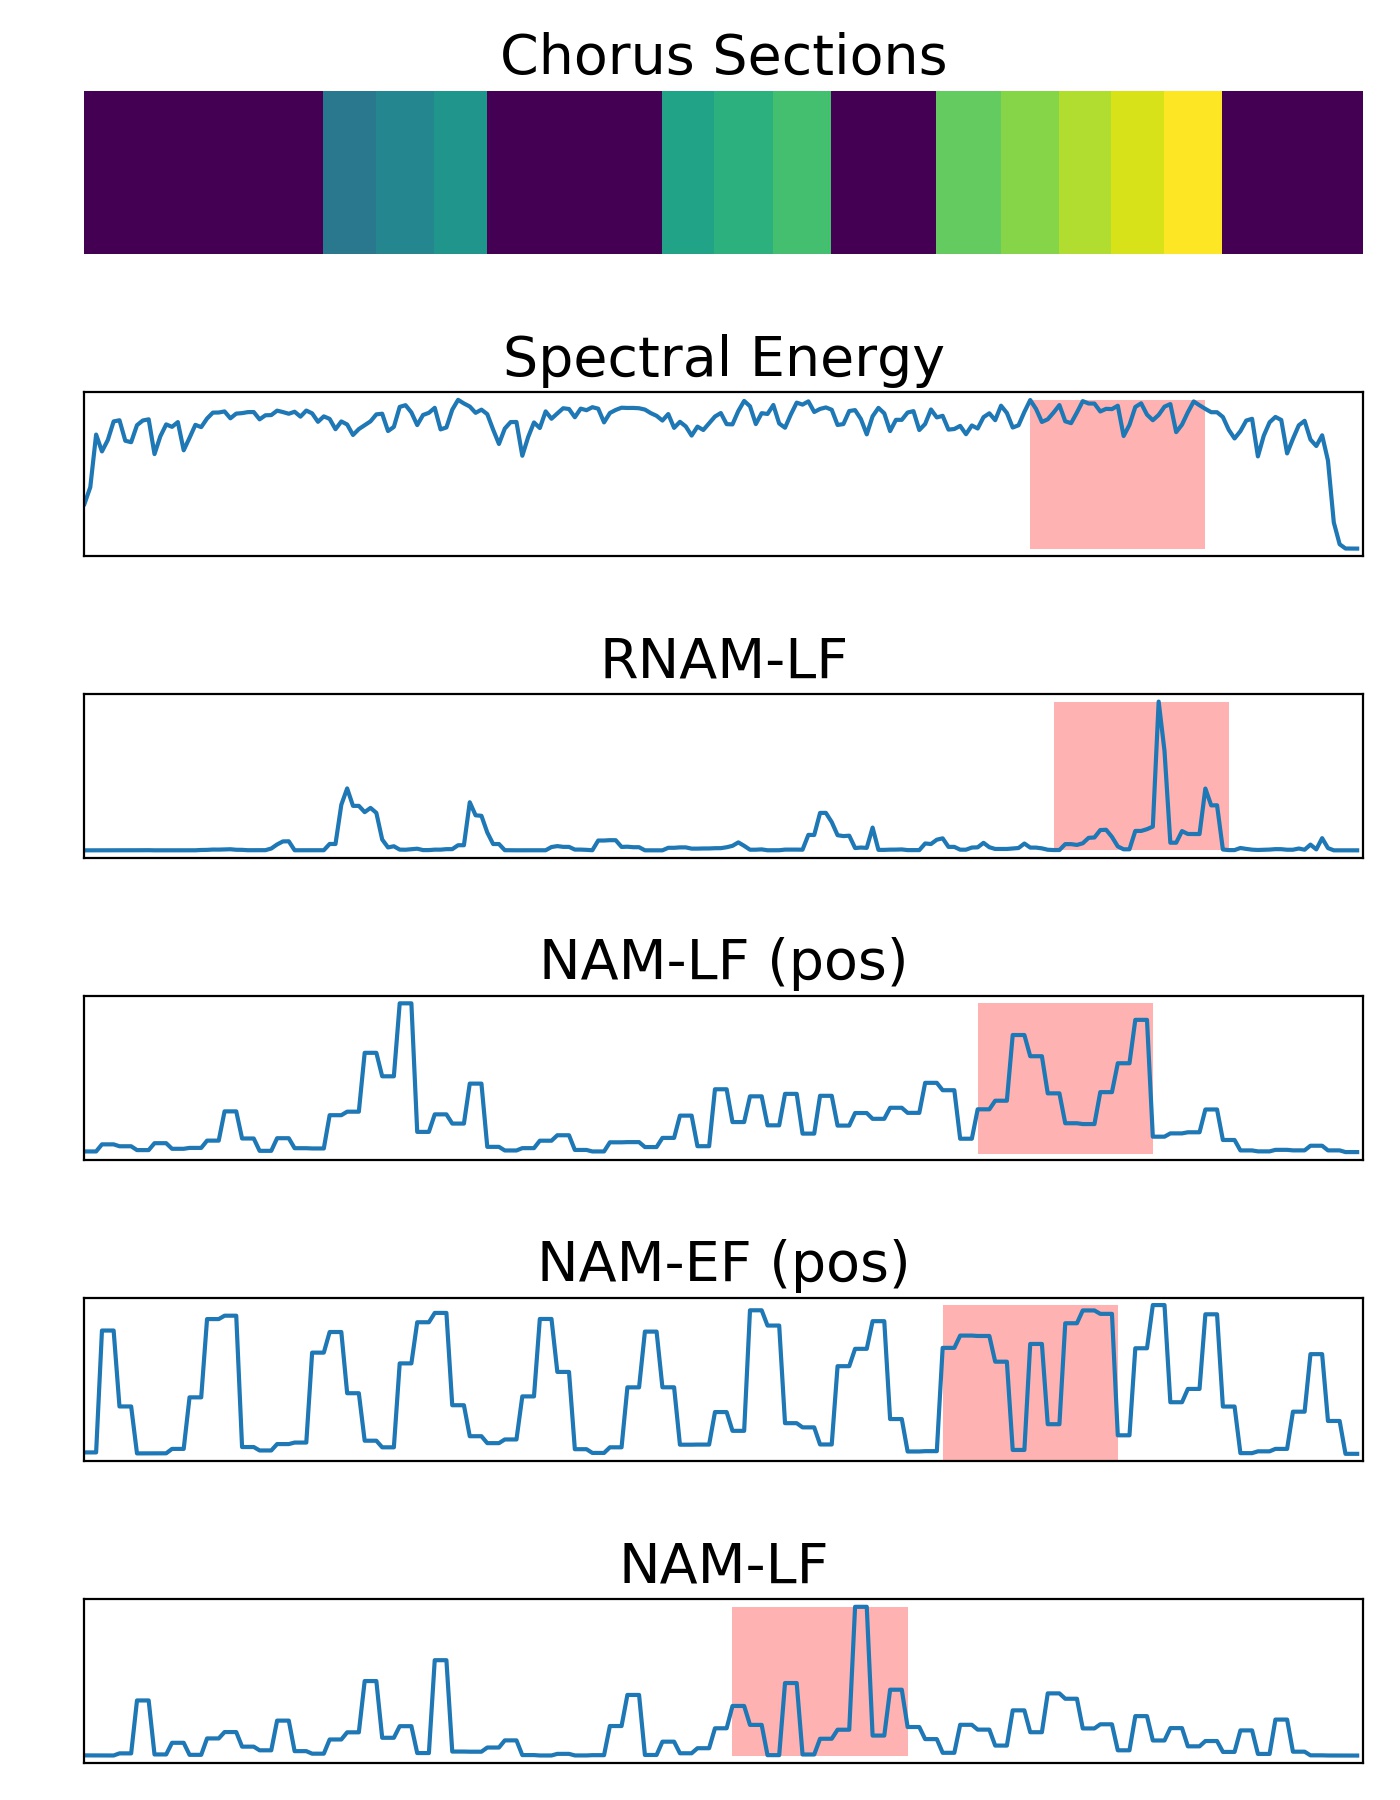 Chorus Sections
Spectral Energy
RNAM-LF
NAM-LF (pos)
NAM-EF (pos)
NAM-LF